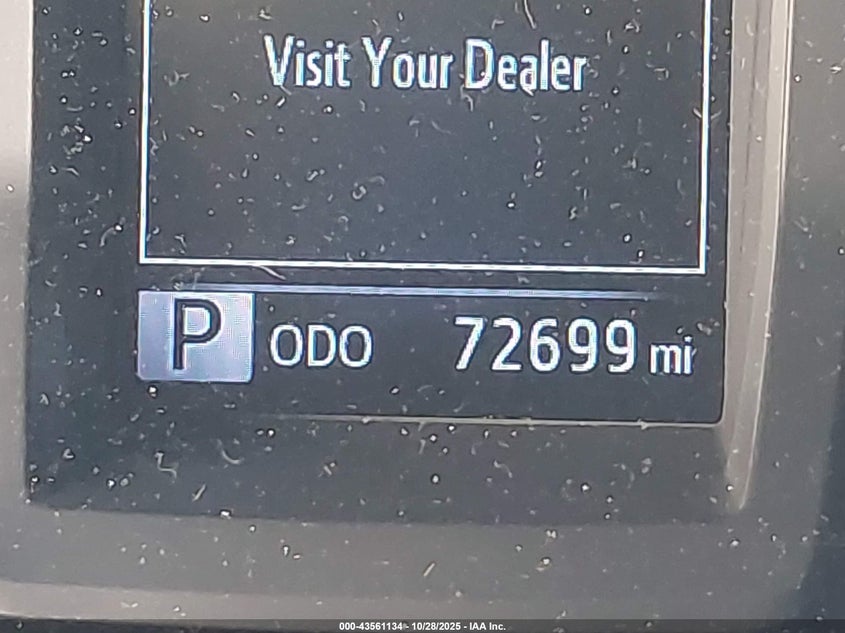 Visit Your Dealer
P ODO 72699 mi
000-43561134 - 10/28/2025 - IAA Inc.